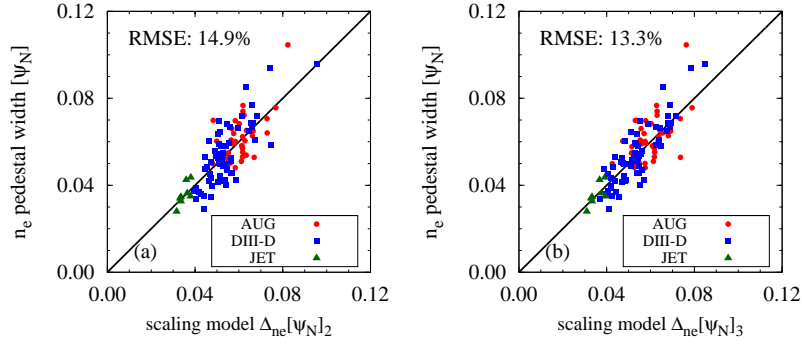 RMSE: 14.9%
n_e pedestal width [ψ_N]
0.12
0.08
0.04
0.00
(a)
AUG
DIII-D
JET
0.00 0.04 0.08 0.12
scaling model Δ_ne[ψ_N]_2
RMSE: 13.3%
n_e pedestal width [ψ_N]
0.12
0.08
0.04
0.00
(b)
AUG
DIII-D
JET
0.00 0.04 0.08 0.12
scaling model Δ_ne[ψ_N]_3